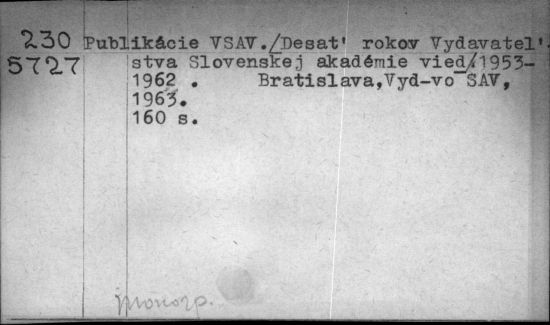 230 Publikácie VSAV./Desat' rokov Vydavatel'-
5727 stva Slovenskej akadémie vied/1953-
1962 . Bratislava,Vyd-vo SAV,
1963.
160 s.